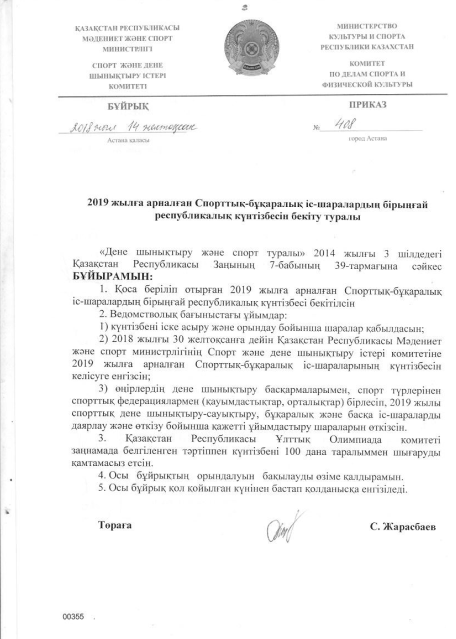 ҚАЗАҚСТАН РЕСПУБЛИКАСЫ
МӘДЕНИЕТ ЖӘНЕ СПОРТ
МИНИСТРЛІГІ
СПОРТ ЖӘНЕ ДЕНЕ
ШЫНЫҚТЫРУ ІСТЕРІ
КОМИТЕТІ
МИНИСТЕРСТВО
КУЛЬТУРЫ И СПОРТА
РЕСПУБЛИКИ КАЗАХСТАН
КОМИТЕТ
ПО ДЕЛАМ СПОРТА И
ФИЗИЧЕСКОЙ КУЛЬТУРЫ
БҰЙРЫҚ
ПРИКАЗ
2018 жыл 14 желтоқсан
№ 408
Астана қаласы
город Астана
2019 жылға арналған Спорттық-бұқаралық іс-шаралардың бірыңғай
республикалық күнтізбесін бекіту туралы
«Дене шынықтыру және спорт туралы» 2014 жылғы 3 шілдедегі
Қазақстан Республикасы Заңының 7-бабының 39-тармағына сәйкес
БҰЙЫРАМЫН:
1. Қоса беріліп отырған 2019 жылға арналған Спорттық-бұқаралық
іс-шаралардың бірыңғай республикалық күнтізбесі бекітілсін
2. Ведомстволық бағыныстағы ұйымдар:
1) күнтізбені іске асыру және орындау бойынша шаралар қабылдасын;
2) 2018 жылғы 30 желтоқсанға дейін Қазақстан Республикасы Мәдениет
және спорт министрлігінің Спорт және дене шынықтыру істері комитетіне
2019 жылға арналған Спорттық-бұқаралық іс-шараларының күнтізбесін
келісуге енгізсін;
3) өңірлердің дене шынықтыру басқармаларымен, спорт түрлерінен
спорттық федерациялармен (қауымдастықтар, орталықтар) бірлесіп, 2019 жылы
спорттық дене шынықтыру-сауықтыру, бұқаралық және басқа іс-шараларды
даярлау және өткізу бойынша қажетті ұйымдастыру шараларын өткізсін.
3. Қазақстан Республикасы Ұлттық Олимпиада комитеті
заңнамада белгіленген тәртіппен күнтізбені 100 дана таралыммен шығаруды
қамтамасыз етсін.
4. Осы бұйрықтың орындалуын бақылауды өзіме қалдырамын.
5. Осы бұйрық қол қойылған күнінен бастап қолданысқа енгізіледі.
Төраға
С. Жарасбаев
00355